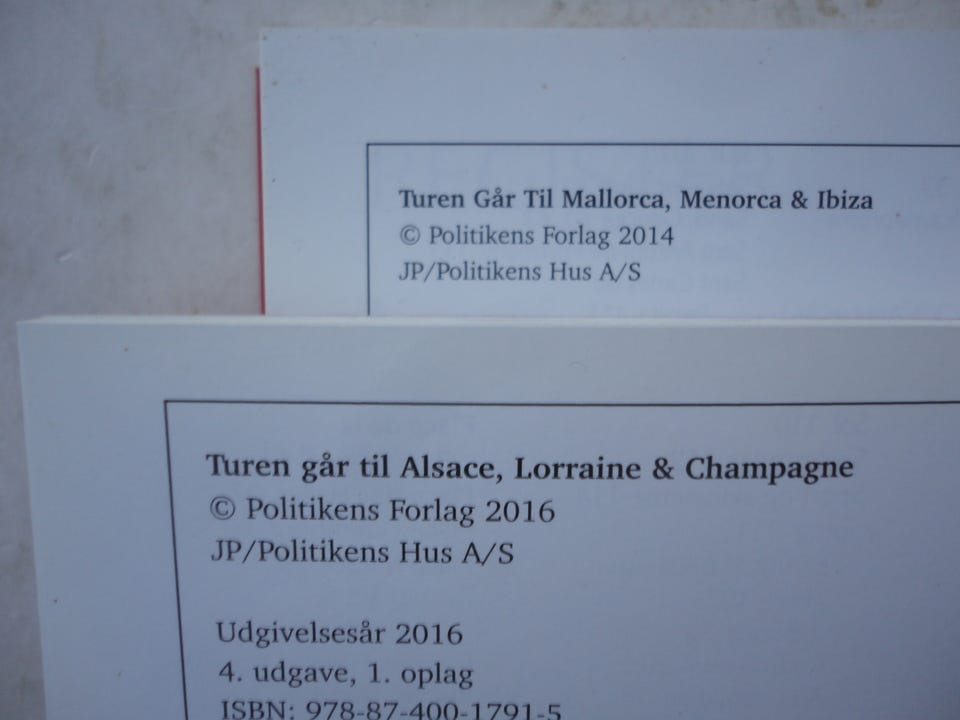 Turen Går Til Mallorca, Menorca & Ibiza
© Politikens Forlag 2014
JP/Politikens Hus A/S
Turen går til Alsace, Lorraine & Champagne
© Politikens Forlag 2016
JP/Politikens Hus A/S
Udgivelsesår 2016
4. udgave, 1. oplag
ISBN: 978-87-400-1791-5